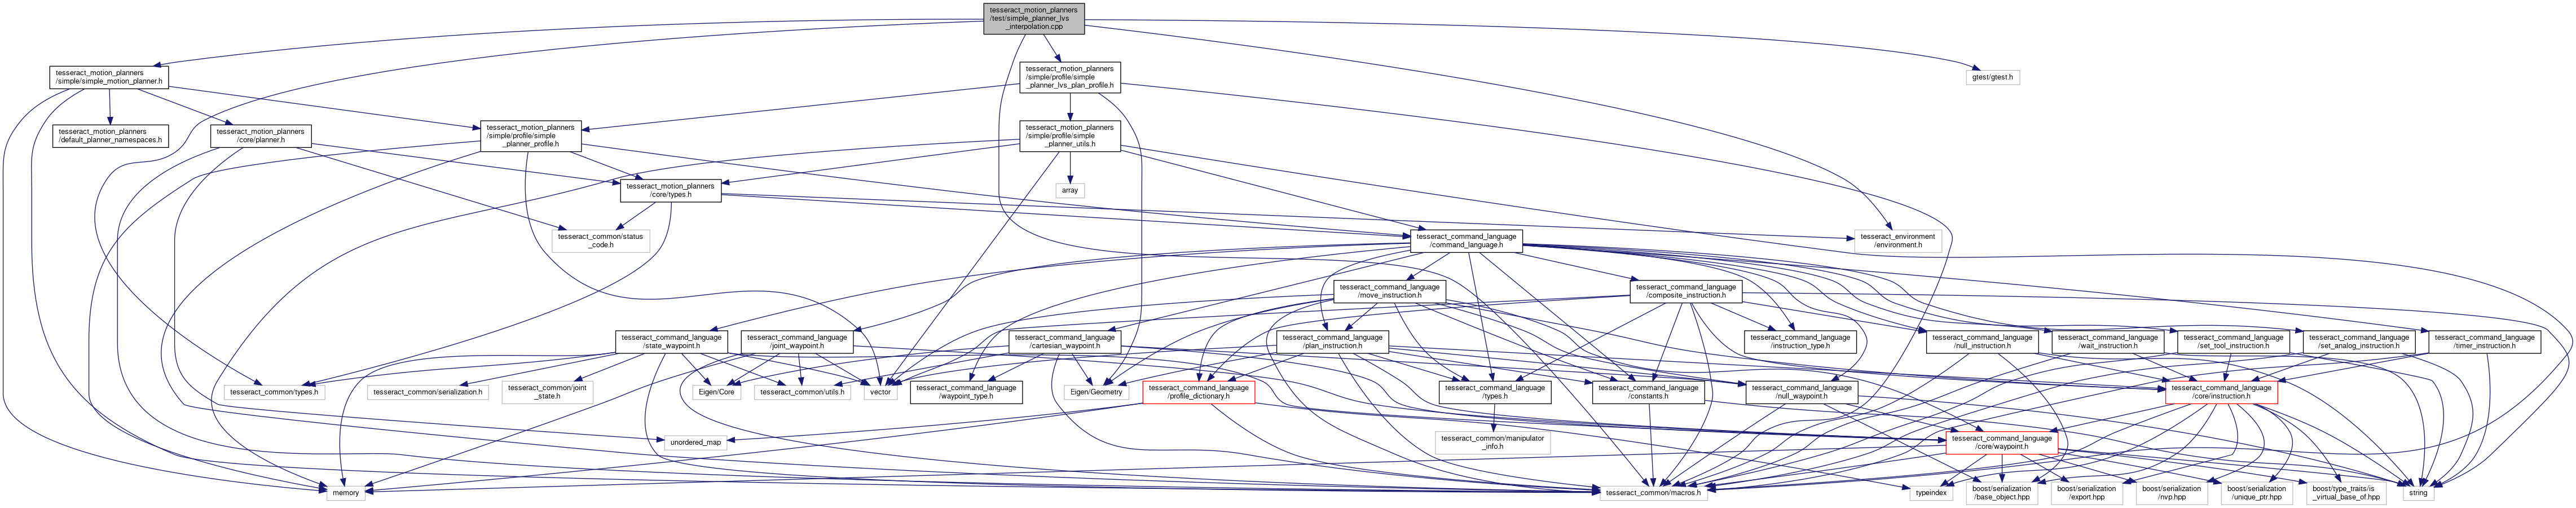 tesseract_motion_planners
/test/simple_planner_lvs
_interpolation.cpp
tesseract_motion_planners
/simple/simple_motion_planner.h
tesseract_motion_planners
/simple/profile/simple
_planner_lvs_plan_profile.h
gtest/gtest.h
tesseract_motion_planners
/default_planner_namespaces.h
tesseract_motion_planners
/core/planner.h
tesseract_motion_planners
/simple/profile/simple
_planner_profile.h
tesseract_motion_planners
/simple/profile/simple
_planner_utils.h
tesseract_motion_planners
/core/types.h
array
tesseract_common/status
_code.h
tesseract_command_language
/command_language.h
tesseract_environment
/environment.h
tesseract_command_language
/move_instruction.h
tesseract_command_language
/composite_instruction.h
tesseract_command_language
/state_waypoint.h
tesseract_command_language
/joint_waypoint.h
tesseract_command_language
/cartesian_waypoint.h
tesseract_command_language
/plan_instruction.h
tesseract_command_language
/instruction_type.h
tesseract_command_language
/null_instruction.h
tesseract_command_language
/wait_instruction.h
tesseract_command_language
/set_tool_instruction.h
tesseract_command_language
/set_analog_instruction.h
tesseract_command_language
/timer_instruction.h
tesseract_common/types.h
tesseract_common/serialization.h
tesseract_common/joint
_state.h
Eigen/Core
tesseract_common/utils.h
vector
tesseract_command_language
/waypoint_type.h
Eigen/Geometry
tesseract_command_language
/profile_dictionary.h
tesseract_command_language
/types.h
tesseract_command_language
/constants.h
tesseract_command_language
/null_waypoint.h
tesseract_command_language
/core/instruction.h
unordered_map
tesseract_common/manipulator
_info.h
tesseract_command_language
/core/waypoint.h
memory
tesseract_common/macros.h
typeindex
boost/serialization
/base_object.hpp
boost/serialization
/export.hpp
boost/serialization
/nvp.hpp
boost/serialization
/unique_ptr.hpp
boost/type_traits/is
_virtual_base_of.hpp
string